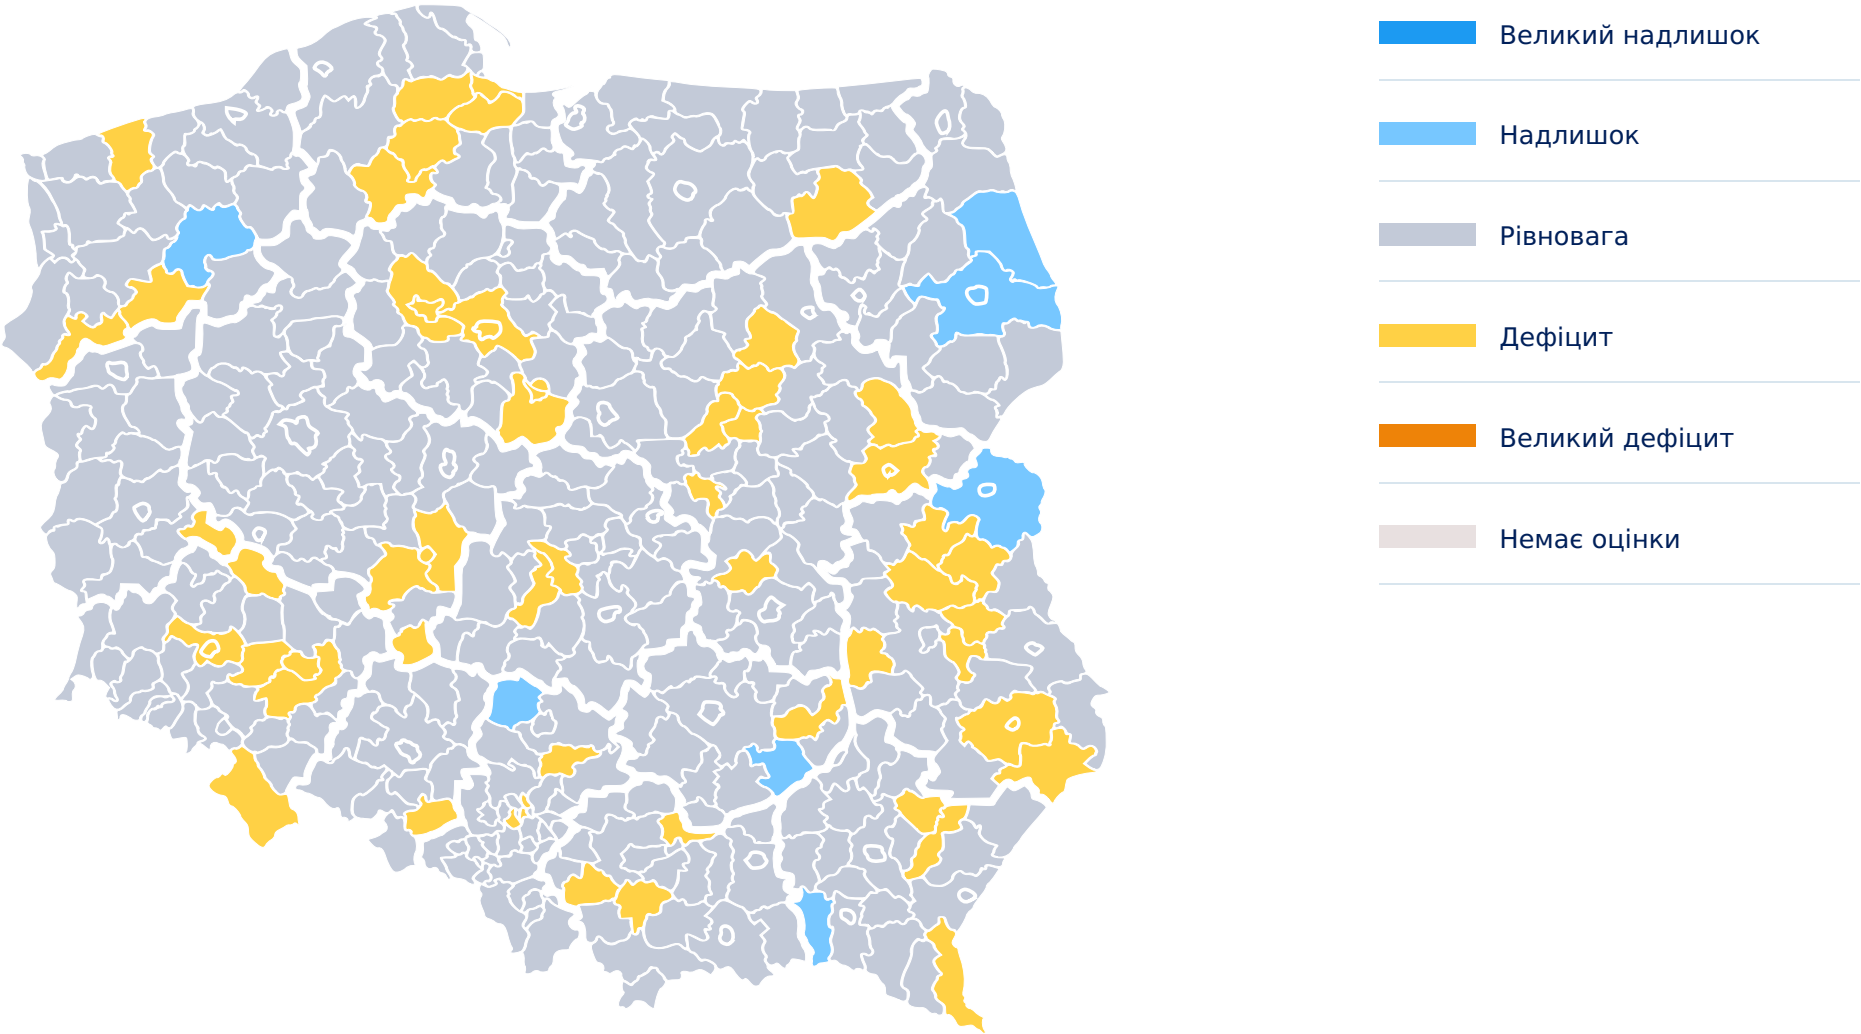 Великий надлишок
Надлишок
Рівновага
Дефіцит
Великий дефіцит
Немає оцінки